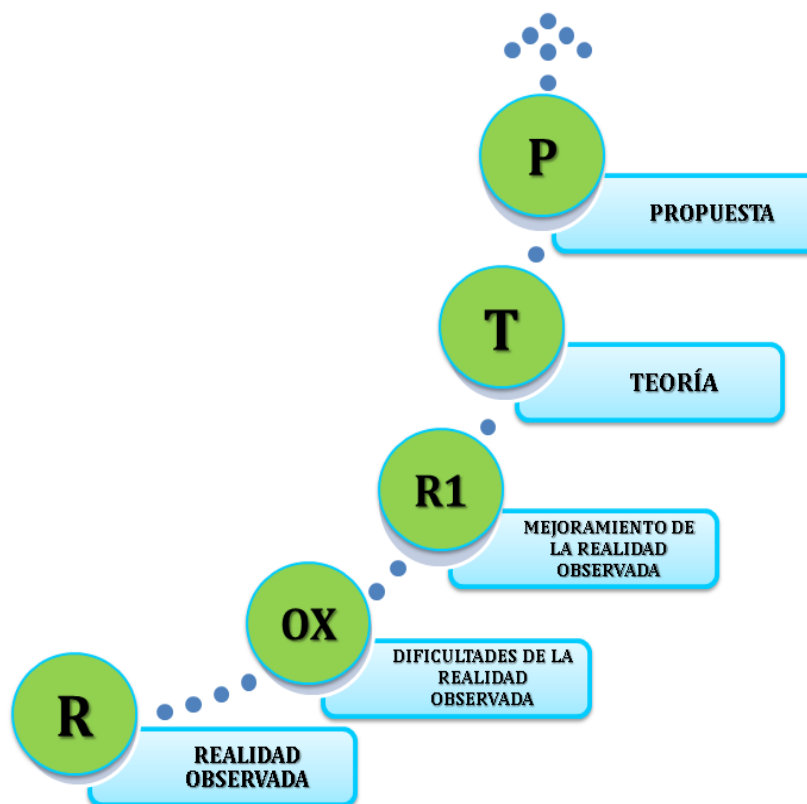 P
PROPUESTA
T
TEORÍA
R1
MEJORAMIENTO DE
LA REALIDAD
OBSERVADA
OX
DIFICULTADES DE LA
REALIDAD
OBSERVADA
R
REALIDAD
OBSERVADA